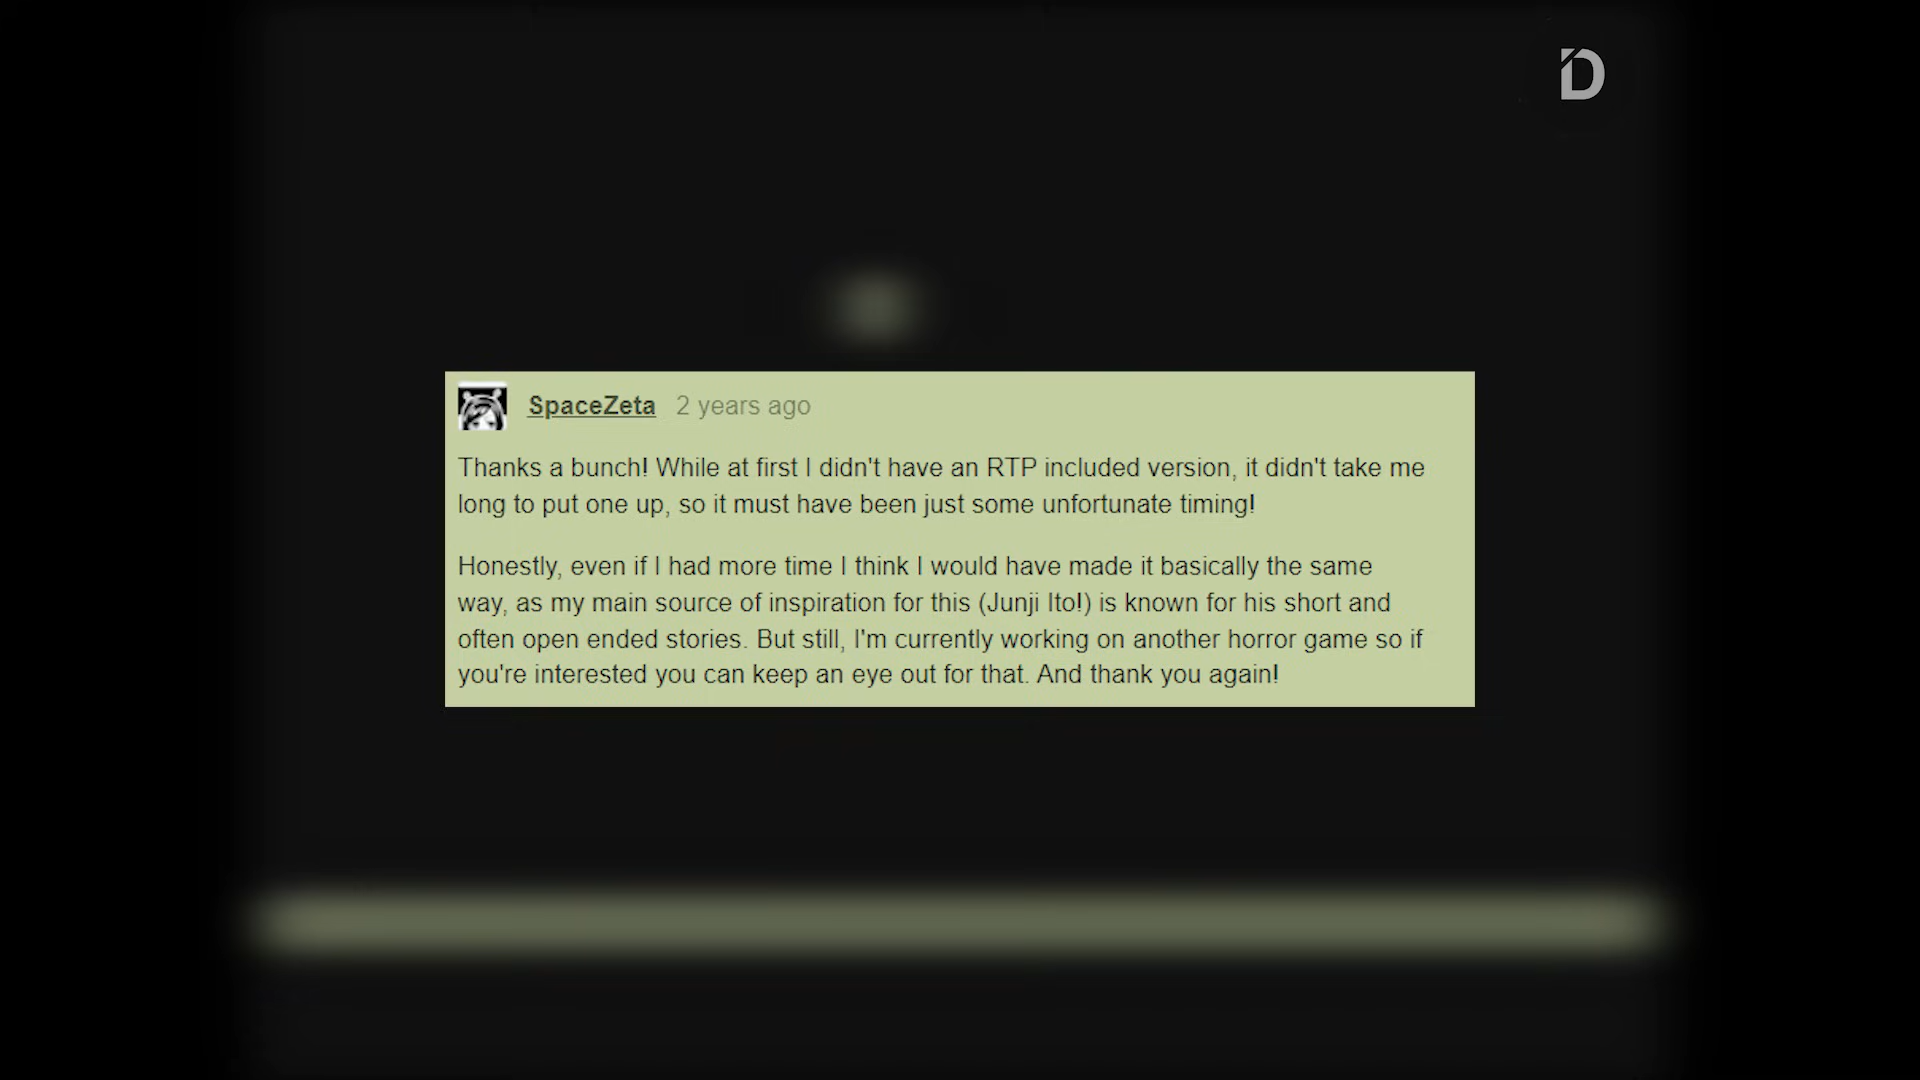 D
SpaceZeta 2 years ago
Thanks a bunch! While at first I didn't have an RTP included version, it didn't take me
long to put one up, so it must have been just some unfortunate timing!
Honestly, even if I had more time I think I would have made it basically the same
way, as my main source of inspiration for this (Junji Ito!) is known for his short and
often open ended stories. But still, I'm currently working on another horror game so if
you're interested you can keep an eye out for that. And thank you again!